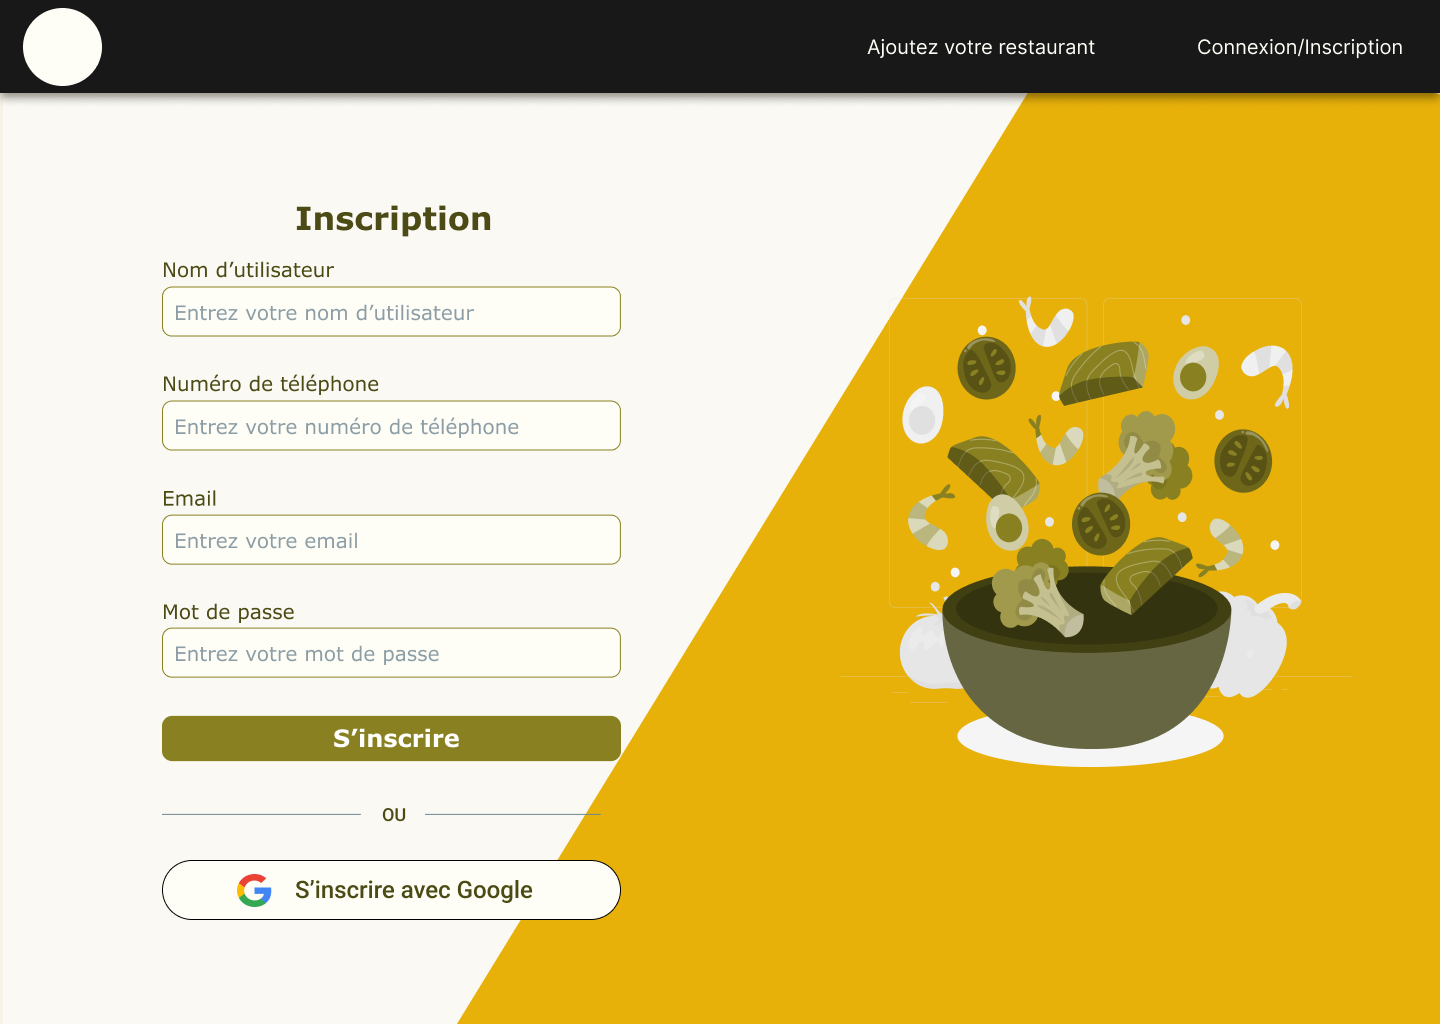 Ajoutez votre restaurant
Connexion/Inscription
Inscription
Nom d’utilisateur
Entrez votre nom d’utilisateur
Numéro de téléphone
Entrez votre numéro de téléphone
Email
Entrez votre email
Mot de passe
Entrez votre mot de passe
S’inscrire
OU
S’inscrire avec Google